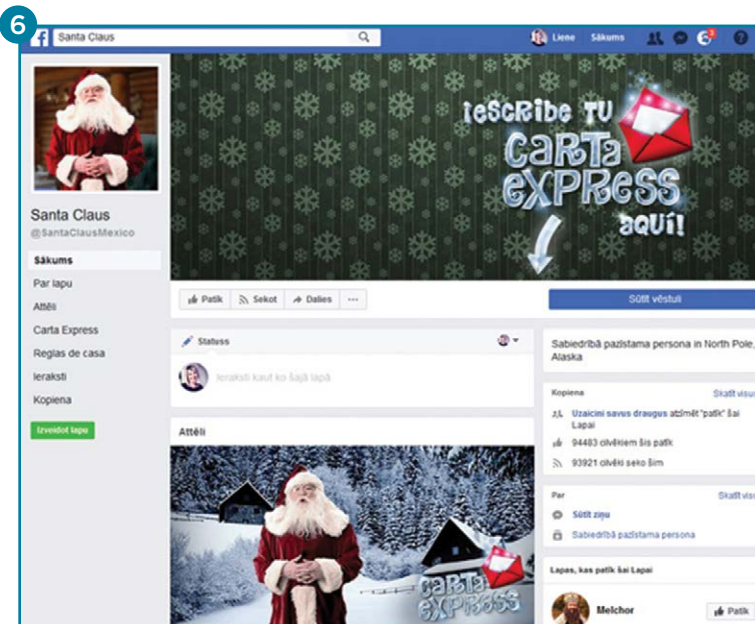 6
Santa Claus
Liene Sākums
3
Santa Claus
@SantaClausMexico
Sākums
Par lapu
Attēli
Carta Express
Reglas de casa
Ieraksti
Kopiena
Izveidot lapu
¡ESCRIBE TU
CARTA
EXPRESS
AQUÍ!
Patīk Sekot Dalies ...
Sūtīt vēstuli
Statuss
Ieraksti kaut ko šajā lapā
Attēli
CARTA
EXPRESS
Sabiedrībā pazīstama persona in North Pole,
Alaska
Kopiena Skatīt visus
Uzaicini savus draugus atzīmēt "patīk" šai
Lapai
94483 cilvēkiem šis patīk
93921 cilvēki seko šim
Par Skatīt visu
Sūtīt ziņu
Sabiedrībā pazīstama persona
Lapas, kas patīk šai Lapai
Melchor Patīk